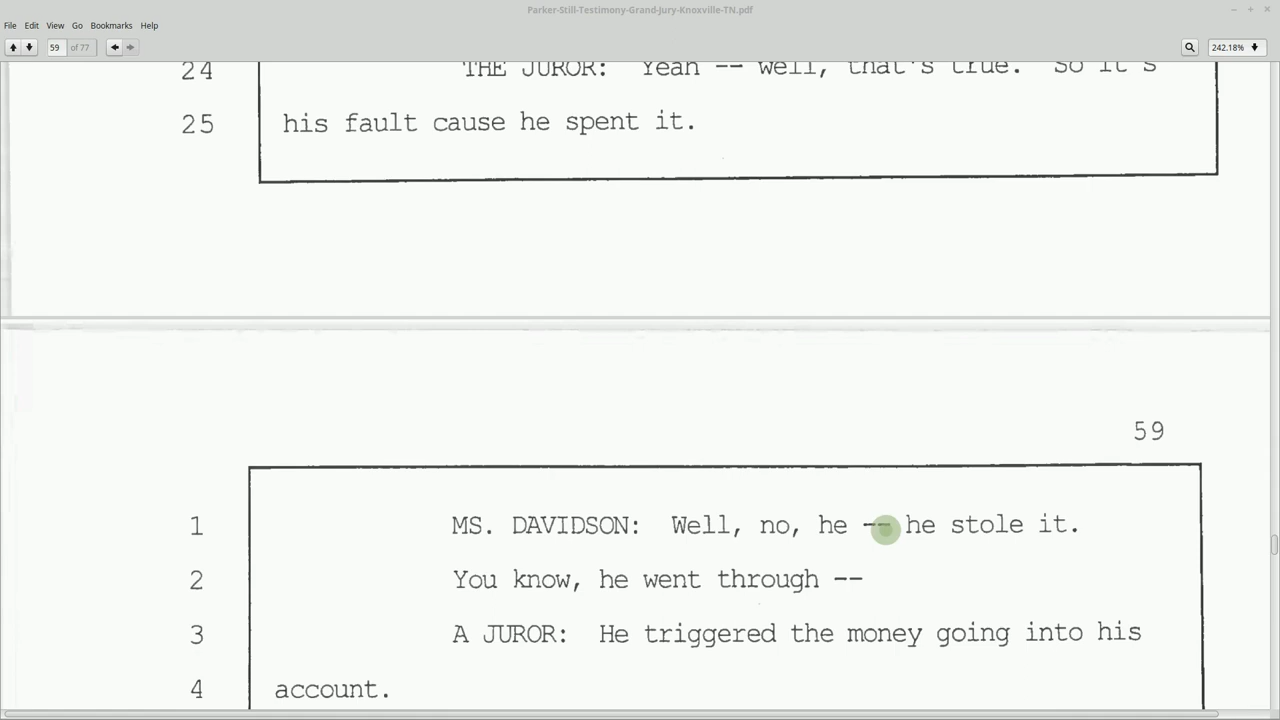 Parker-Still-Testimony-Grand-Jury-Knoxville-TN.pdf
File Edit View Go Bookmarks Help
59 of 77 242.18%
24 THE JUROR: Yeah -- well, that's true. So it's
25 his fault cause he spent it.
59
1 MS. DAVIDSON: Well, no, he -- he stole it.
2 You know, he went through --
3 A JUROR: He triggered the money going into his
4 account.